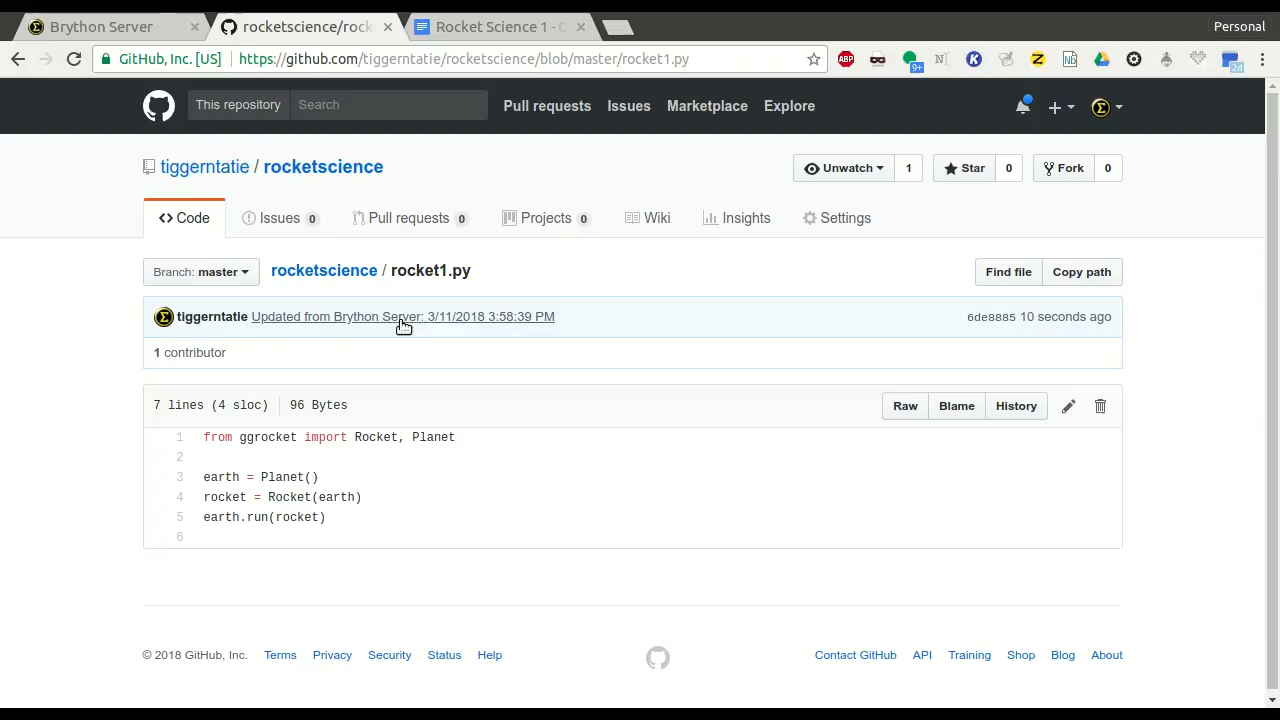 Brython Server
rocketscience/rock
Rocket Science 1 -
Personal
GitHub, Inc. [US]
https://github.com/tiggerntatie/rocketscience/blob/master/rocket1.py
ABP
9+
2d
This repository
Search
Pull requests
Issues
Marketplace
Explore
tiggerntatie / rocketscience
Unwatch 1
Star 0
Fork 0
Code
Issues 0
Pull requests 0
Projects 0
Wiki
Insights
Settings
Branch: master
rocketscience / rocket1.py
Find file
Copy path
tiggerntatie Updated from Brython Server: 3/11/2018 3:58:39 PM
6de8885 10 seconds ago
1 contributor
7 lines (4 sloc)
96 Bytes
Raw
Blame
History
1 from ggrocket import Rocket, Planet
2
3 earth = Planet()
4 rocket = Rocket(earth)
5 earth.run(rocket)
6
© 2018 GitHub, Inc.
Terms
Privacy
Security
Status
Help
Contact GitHub
API
Training
Shop
Blog
About